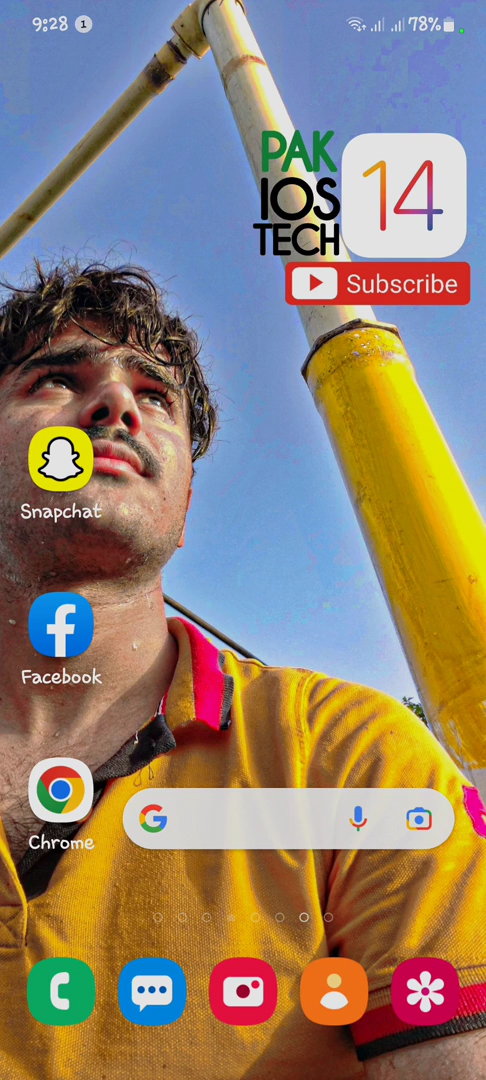 9:28 1 78%
PAK
IOS
TECH
14
Subscribe
Snapchat
Facebook
Chrome